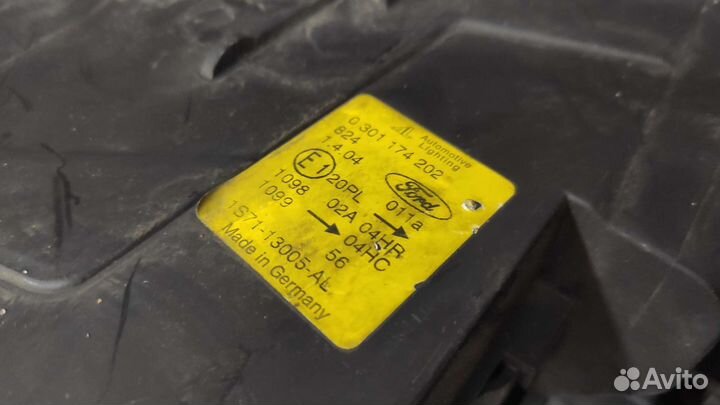 AL Automotive
Lighting
0 301 174 202
824
1.4.04
Ford
E1 20PL 011a
1098 02A 04HR
1099 04HC
56
1S71-13005-AL
Made in Germany
Avito